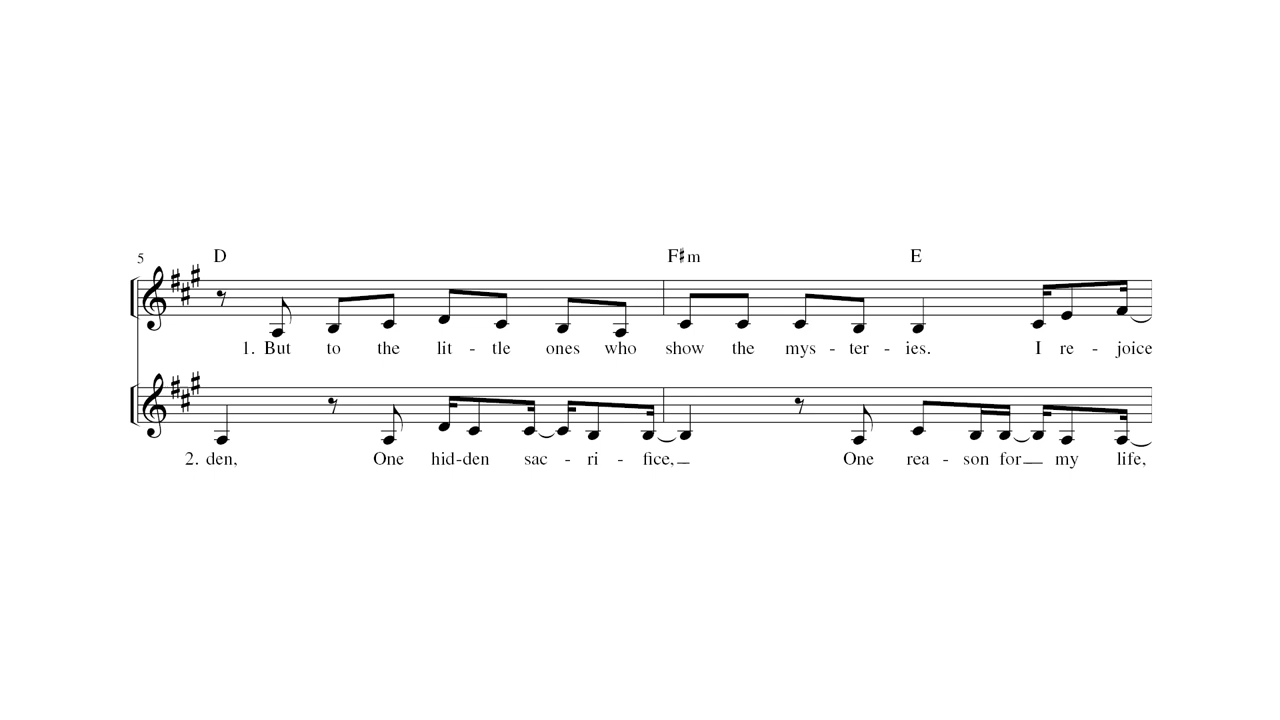 5 D F♯m E
1. But to the lit - tle ones who show the mys - ter - ies. I re - joice
2. den, One hid-den sac - ri - fice, One rea - son for my life,